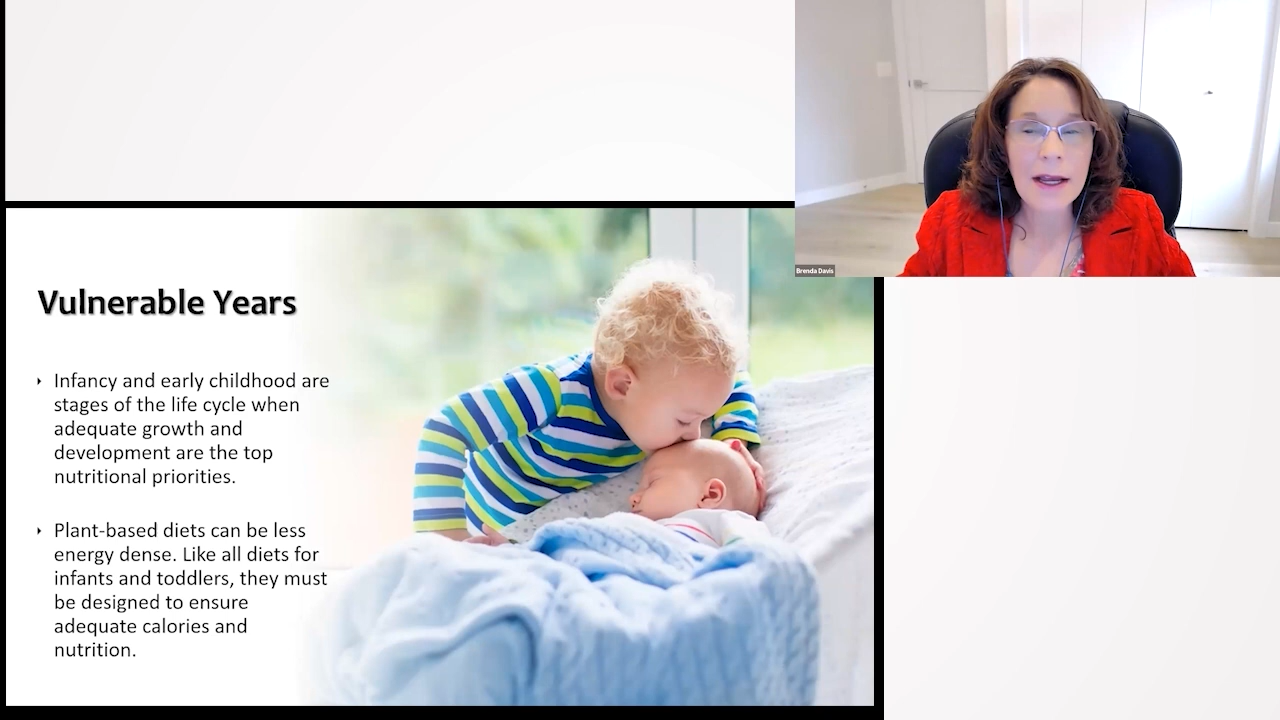 Brenda Davis
Vulnerable Years
Infancy and early childhood are
stages of the life cycle when
adequate growth and
development are the top
nutritional priorities.
Plant-based diets can be less
energy dense. Like all diets for
infants and toddlers, they must
be designed to ensure
adequate calories and
nutrition.